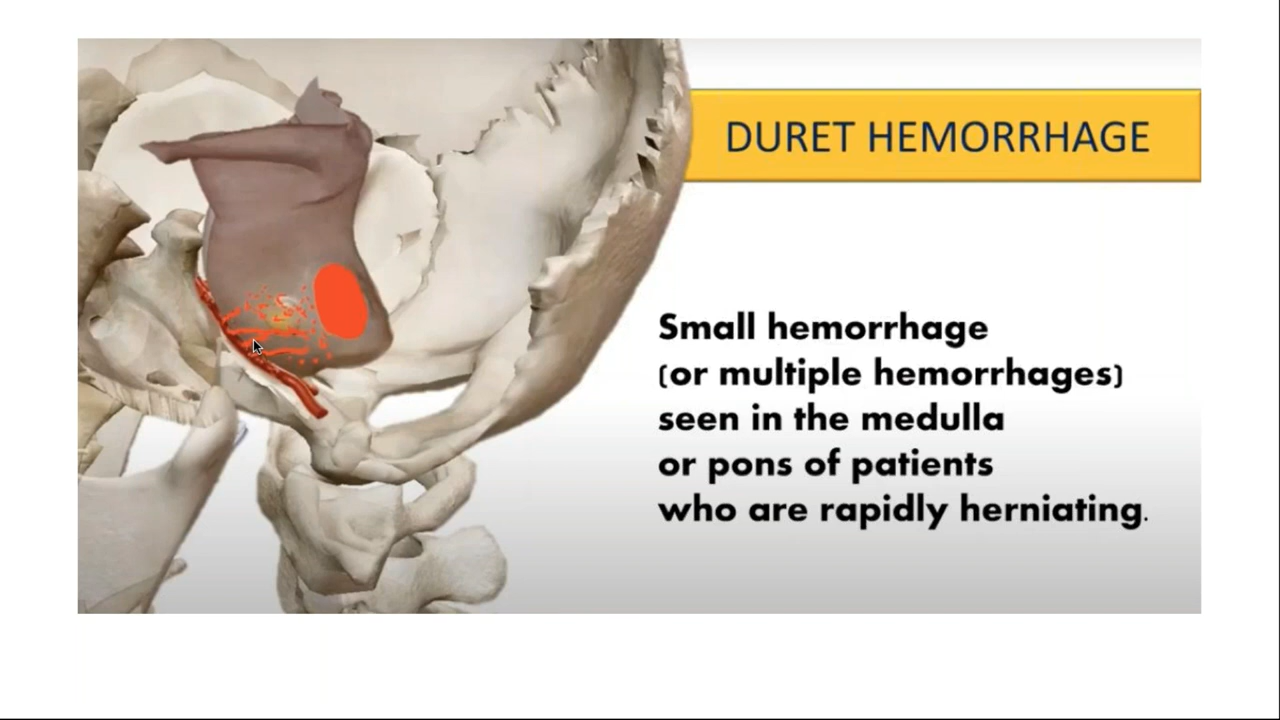 DURET HEMORRHAGE
Small hemorrhage
(or multiple hemorrhages)
seen in the medulla
or pons of patients
who are rapidly herniating.